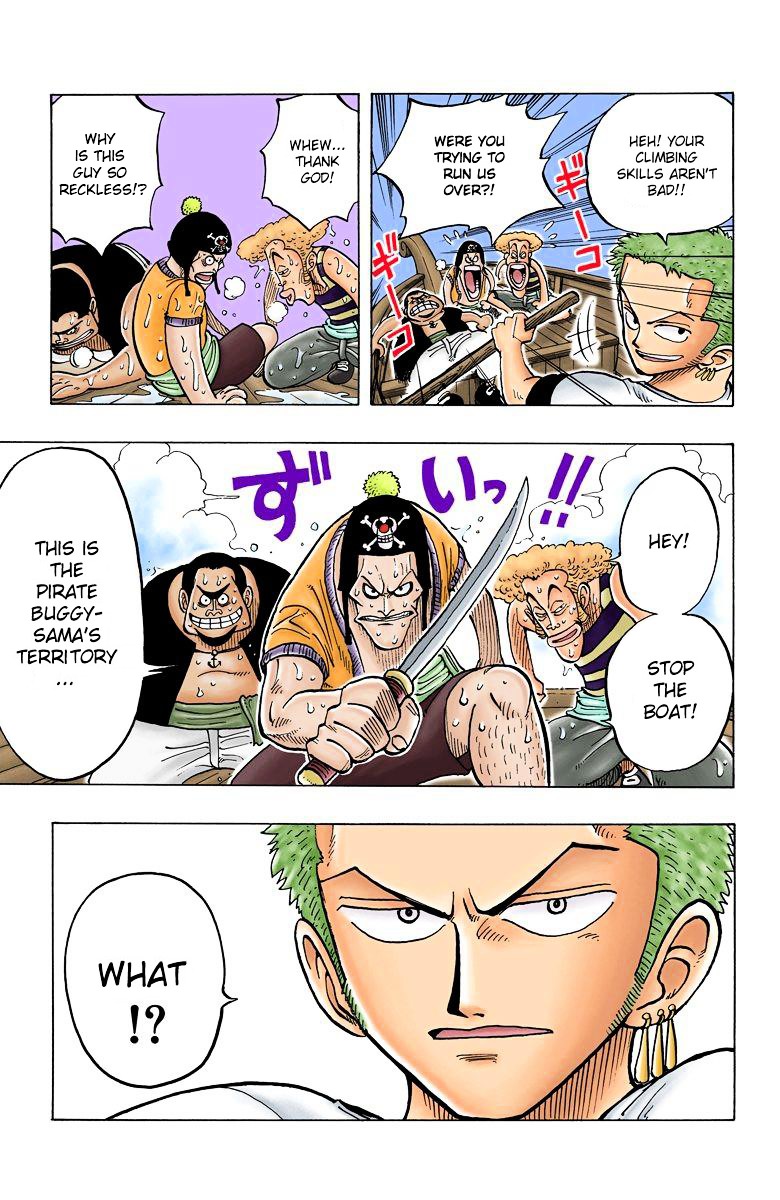 HEH! YOUR
CLIMBING
SKILLS AREN'T
BAD!!
WERE YOU
TRYING TO
RUN US
OVER?!
ギーコ
ギーコ
WHEW...
THANK
GOD!
WHY
IS THIS
GUY SO
RECKLESS!?
HEY!
STOP
THE
BOAT!
ずいっ!!
THIS IS
THE
PIRATE
BUGGY-
SAMA'S
TERRITORY
...
WHAT
!?